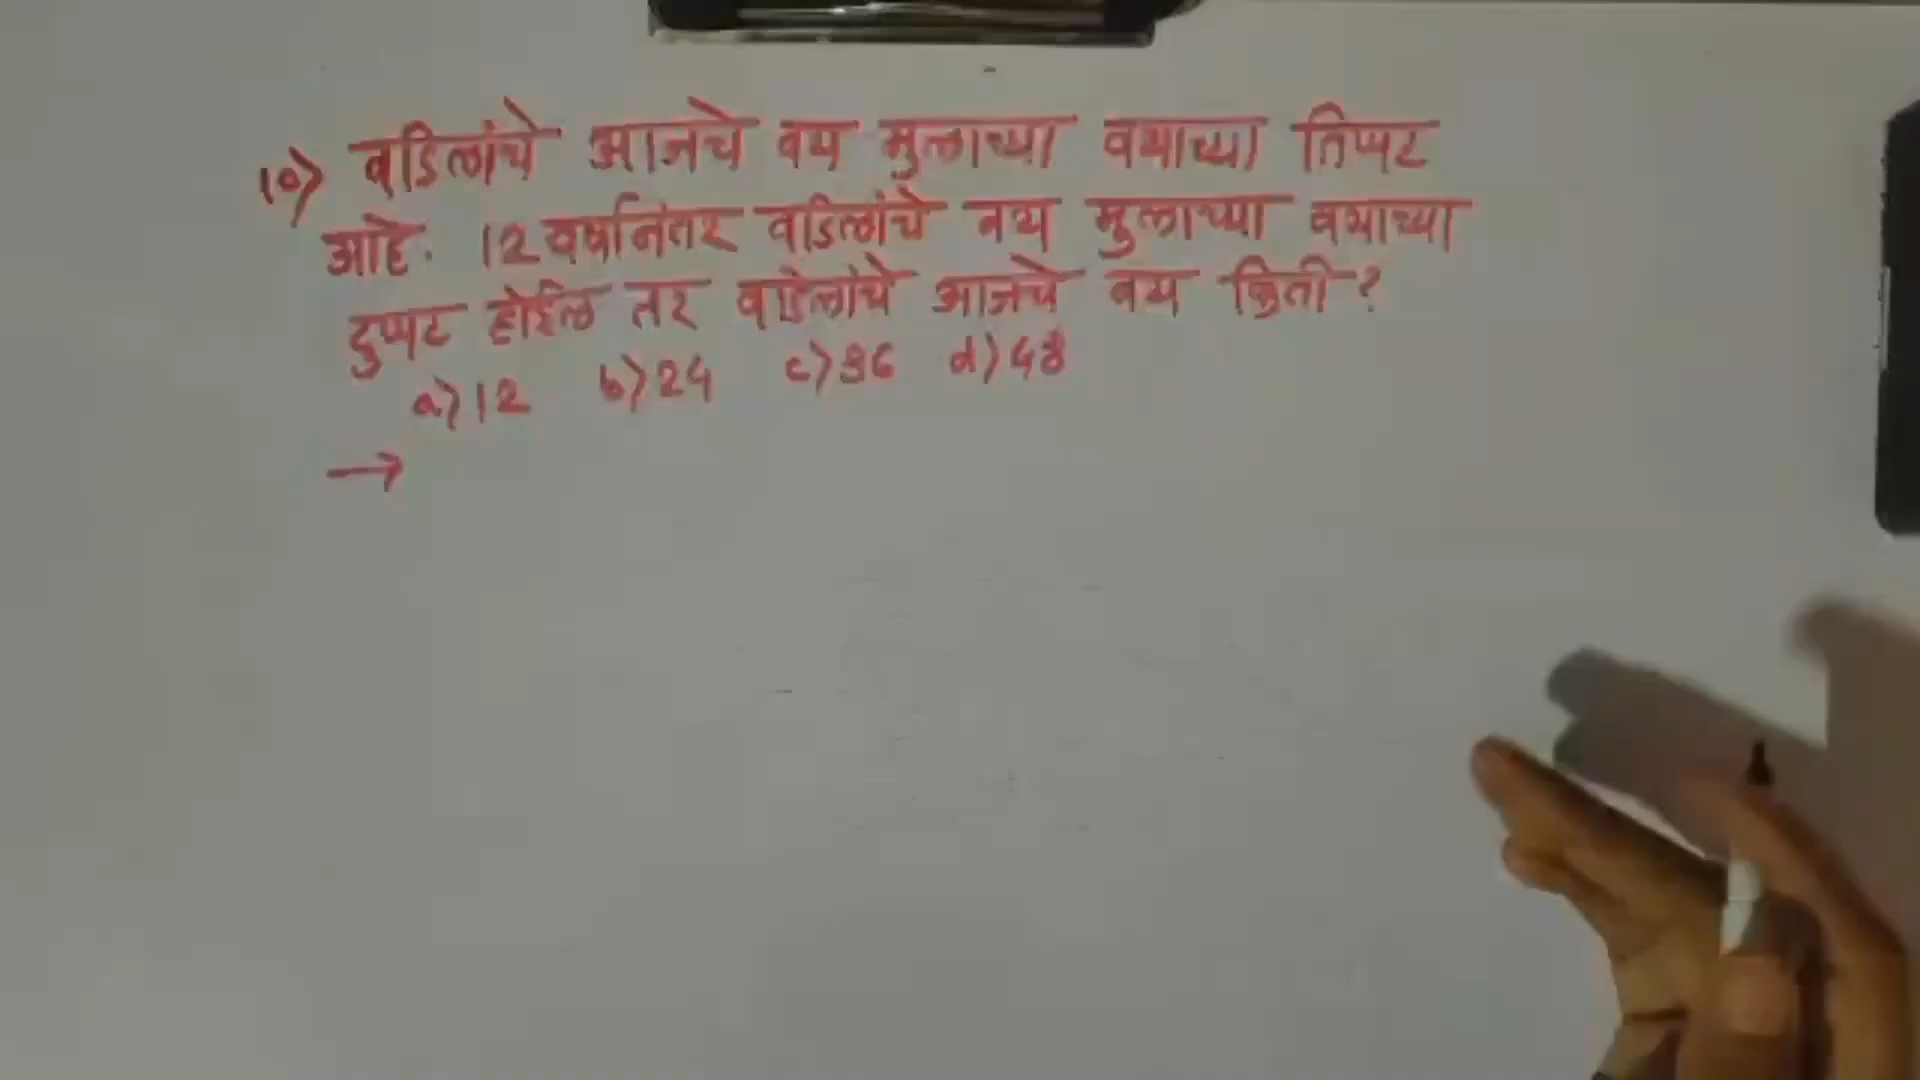 10) वडिलांचे आजचे वय मुलाच्या वयाच्या तिप्पट
आहे. 12 वर्षानंतर वडिलांचे वय मुलाच्या वयाच्या
दुप्पट होईल तर वडिलांचे आजचे वय किती?
a) 12 b) 24 c) 36 d) 48
→